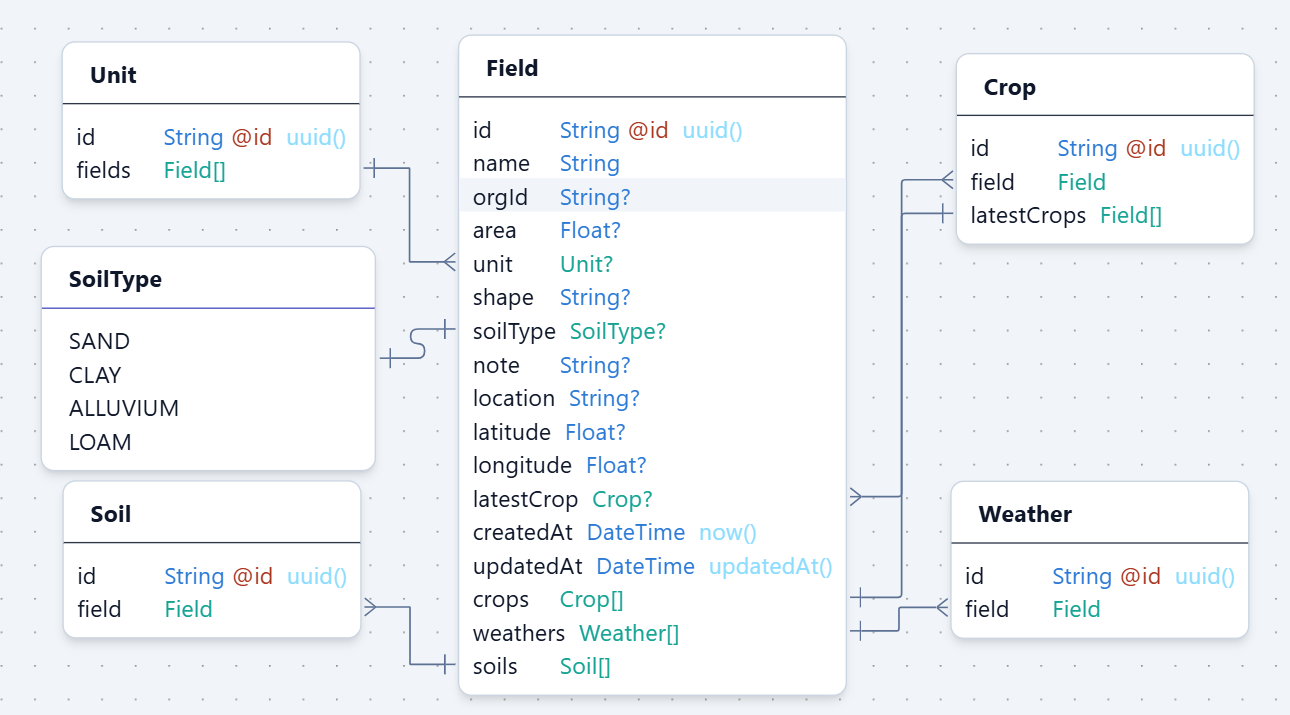 Unit
id String @id uuid()
fields Field[]
SoilType
SAND
CLAY
ALLUVIUM
LOAM
Soil
id String @id uuid()
field Field
Field
id String @id uuid()
name String
orgId String?
area Float?
unit Unit?
shape String?
soilType SoilType?
note String?
location String?
latitude Float?
longitude Float?
latestCrop Crop?
createdAt DateTime now()
updatedAt DateTime updatedAt()
crops Crop[]
weathers Weather[]
soils Soil[]
Crop
id String @id uuid()
field Field
latestCrops Field[]
Weather
id String @id uuid()
field Field